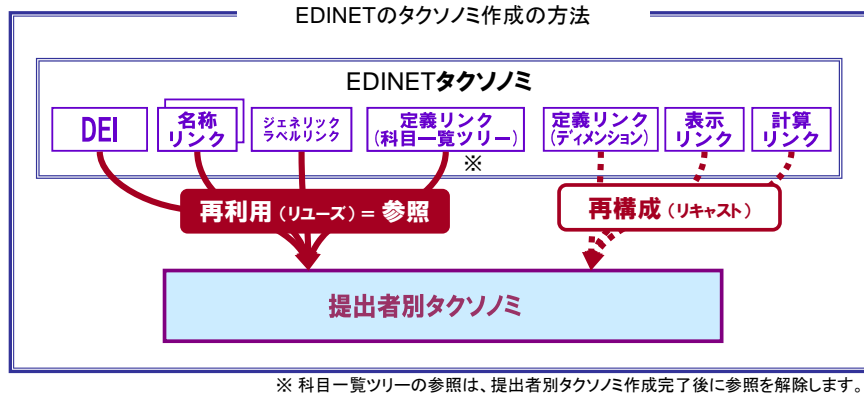 EDINETのタクソノミ作成の方法
EDINETタクソノミ
DEI
名称
リンク
ジェネリック
ラベルリンク
定義リンク
(科目一覧ツリー)
※
定義リンク
(ディメンション)
表示
リンク
計算
リンク
再利用 (リユーズ) = 参照
再構成 (リキャスト)
提出者別タクソノミ
※ 科目一覧ツリーの参照は、提出者別タクソノミ作成完了後に参照を解除します。